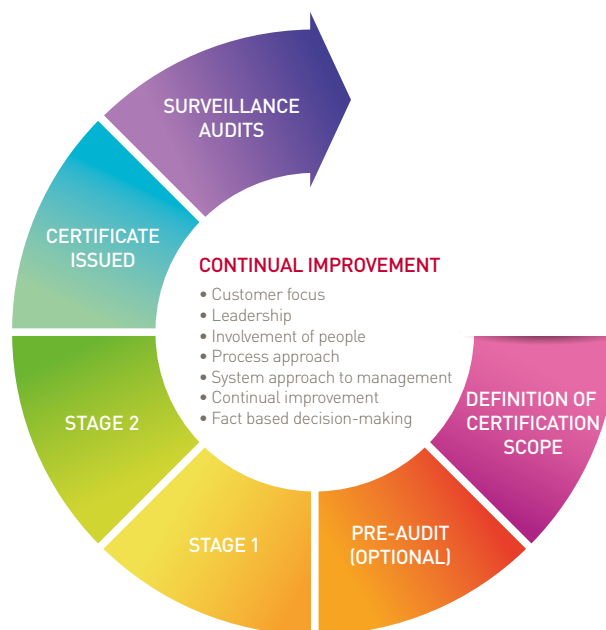 SURVEILLANCE
AUDITS
CERTIFICATE
ISSUED
CONTINUAL IMPROVEMENT
• Customer focus
• Leadership
• Involvement of people
• Process approach
• System approach to management
• Continual improvement
• Fact based decision-making
DEFINITION OF
CERTIFICATION
SCOPE
STAGE 2
STAGE 1
PRE-AUDIT
(OPTIONAL)